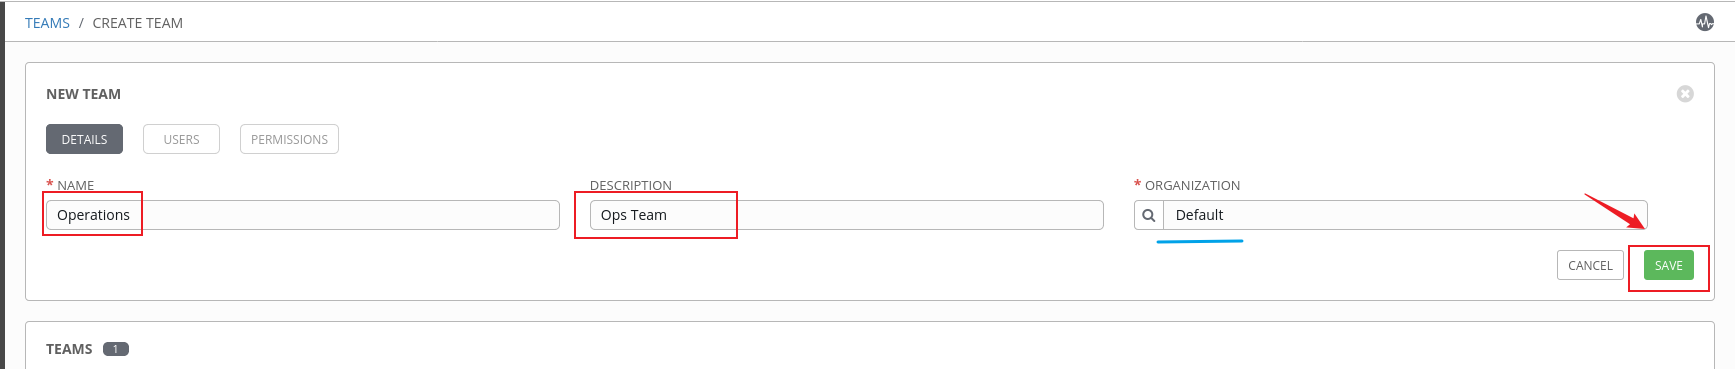 TEAMS / CREATE TEAM
NEW TEAM
DETAILS USERS PERMISSIONS
* NAME DESCRIPTION * ORGANIZATION
Operations Ops Team Default
CANCEL SAVE
TEAMS 1